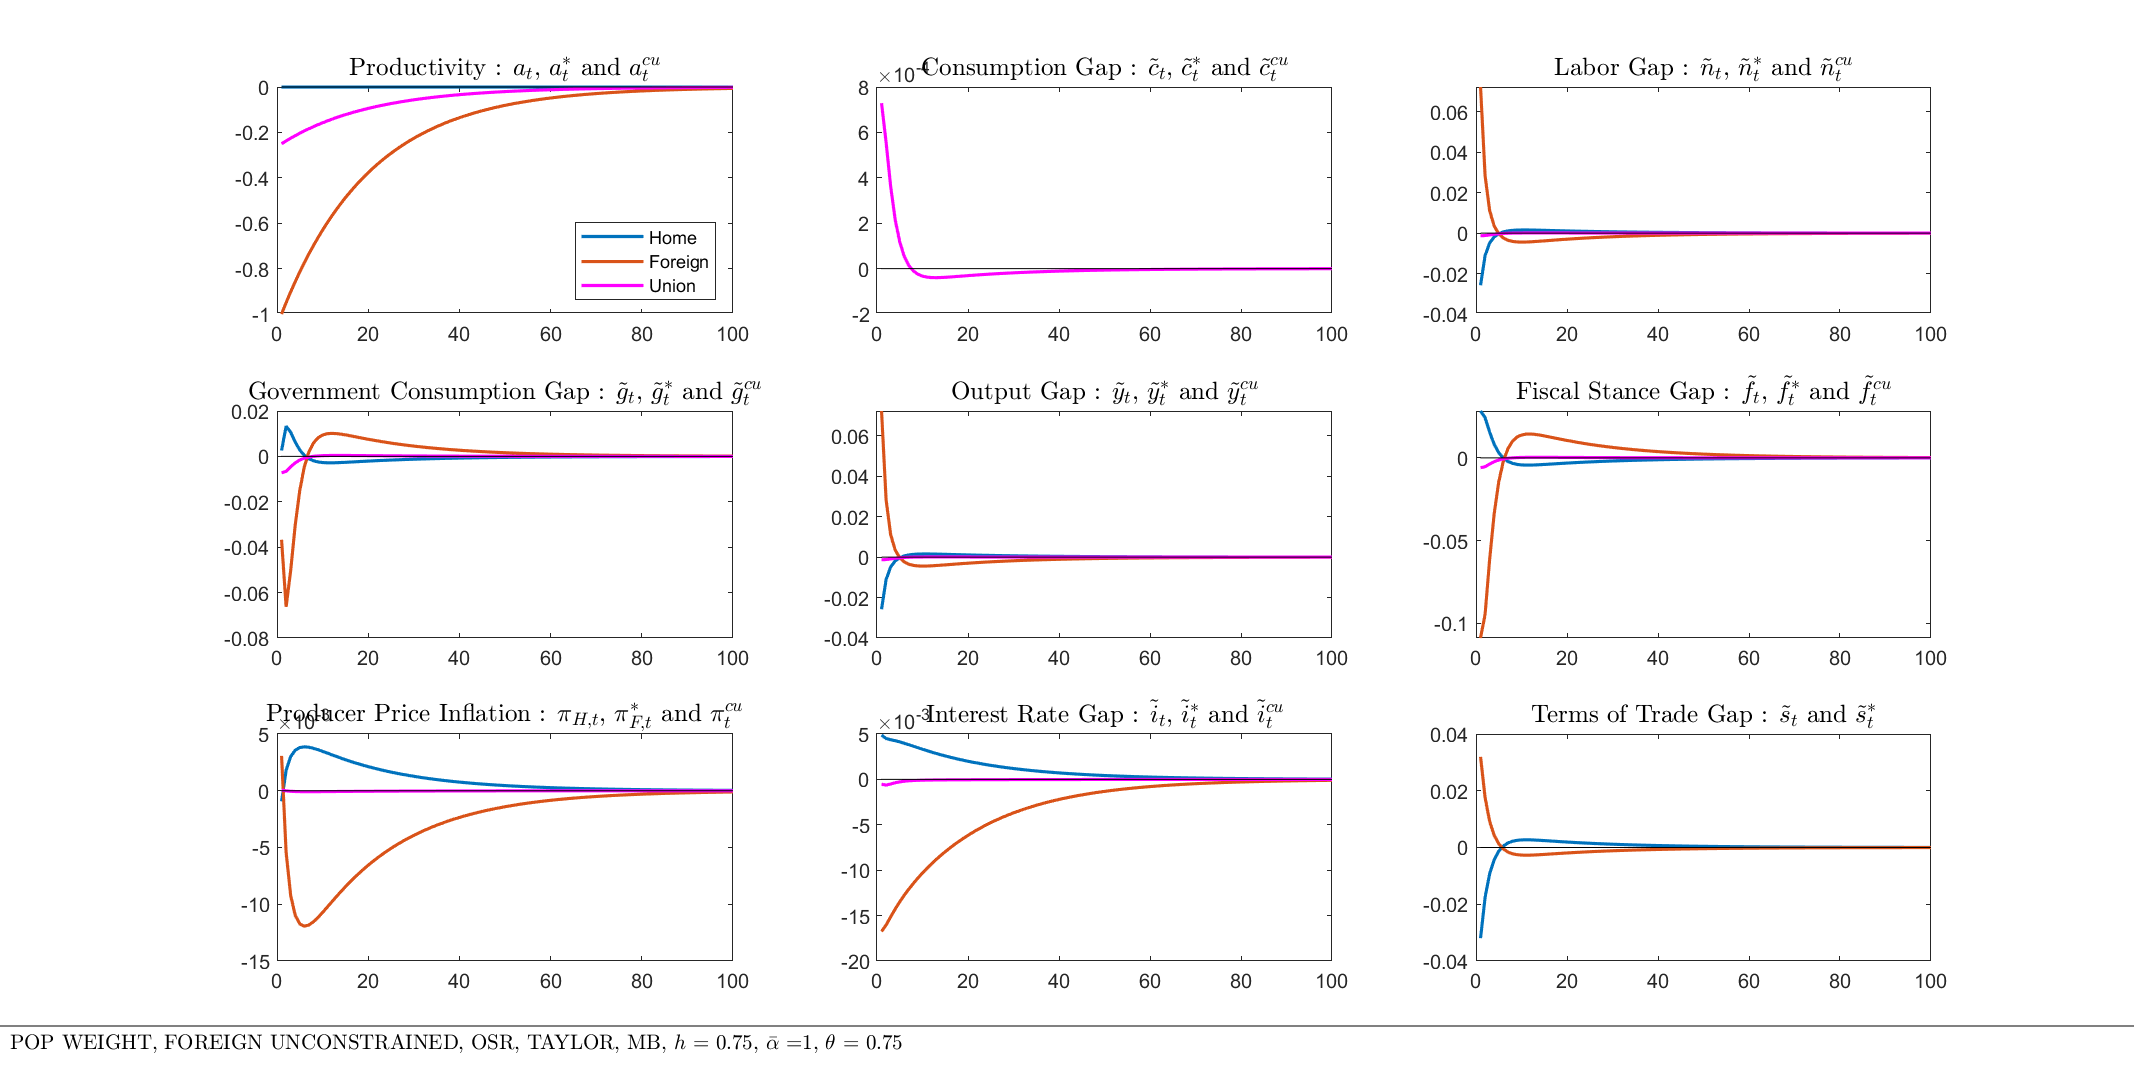 Productivity : a_t, a_t^* and a_t^{cu}
0
-0.2
-0.4
-0.6
-0.8
-1
0 20 40 60 80 100
Home
Foreign
Union
Consumption Gap : c̃_t, c̃_t^* and c̃_t^{cu}
×10^{-4}
8
6
4
2
0
-2
0 20 40 60 80 100
Labor Gap : ñ_t, ñ_t^* and ñ_t^{cu}
0.06
0.04
0.02
0
-0.02
-0.04
0 20 40 60 80 100
Government Consumption Gap : g̃_t, g̃_t^* and g̃_t^{cu}
0.02
0
-0.02
-0.04
-0.06
-0.08
0 20 40 60 80 100
Output Gap : ỹ_t, ỹ_t^* and ỹ_t^{cu}
0.06
0.04
0.02
0
-0.02
-0.04
0 20 40 60 80 100
Fiscal Stance Gap : f̃_t, f̃_t^* and f̃_t^{cu}
0
-0.05
-0.1
0 20 40 60 80 100
Producer Price Inflation : π_{H,t}, π_{F,t}^* and π_t^{cu}
×10^{-3}
5
0
-5
-10
-15
0 20 40 60 80 100
Interest Rate Gap : ĩ_t, ĩ_t^* and ĩ_t^{cu}
×10^{-3}
5
0
-5
-10
-15
-20
0 20 40 60 80 100
Terms of Trade Gap : s̃_t and s̃_t^*
0.04
0.02
0
-0.02
-0.04
0 20 40 60 80 100
POP WEIGHT, FOREIGN UNCONSTRAINED, OSR, TAYLOR, MB, h = 0.75, ᾱ =1, θ = 0.75